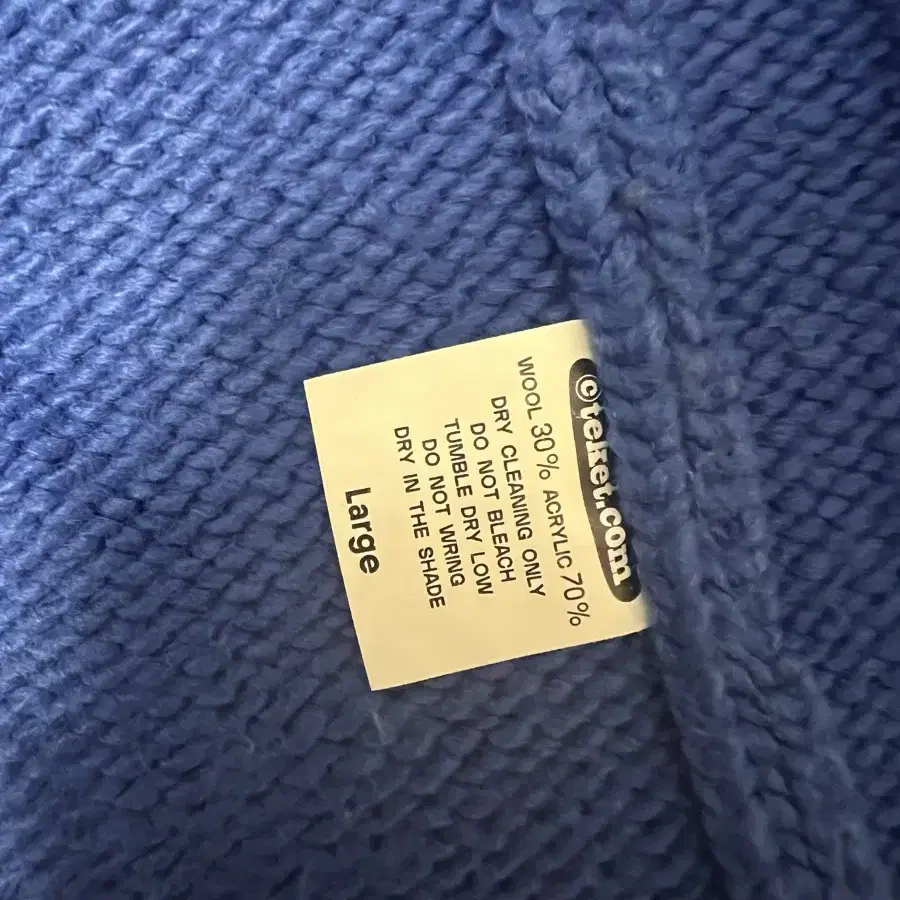 ©teket.com
WOOL 30% ACRYLIC 70%
DRY CLEANING ONLY
DO NOT BLEACH
TUMBLE DRY LOW
DO NOT WRING
DRY IN THE SHADE
Large